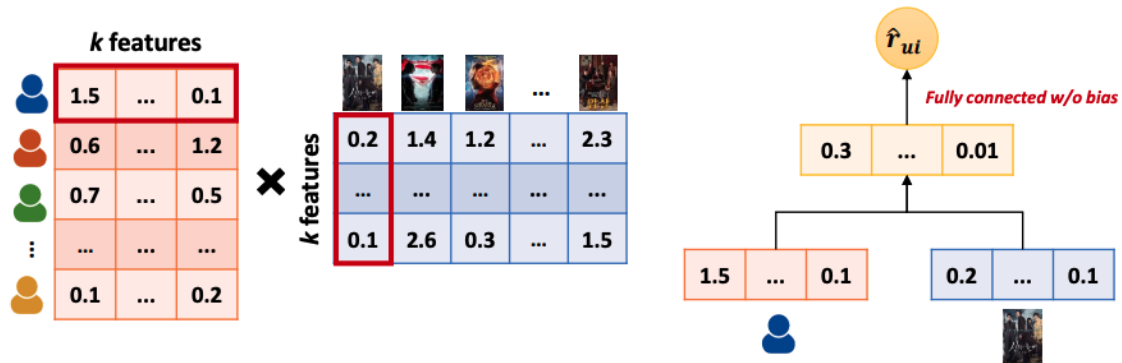 k features
1.5 ... 0.1
0.6 ... 1.2
0.7 ... 0.5
... ... ...
0.1 ... 0.2
...
×
k features
...
0.2 1.4 1.2 ... 2.3
... ... ... ... ...
0.1 2.6 0.3 ... 1.5
r̂ui
Fully connected w/o bias
0.3 ... 0.01
1.5 ... 0.1
0.2 ... 0.1